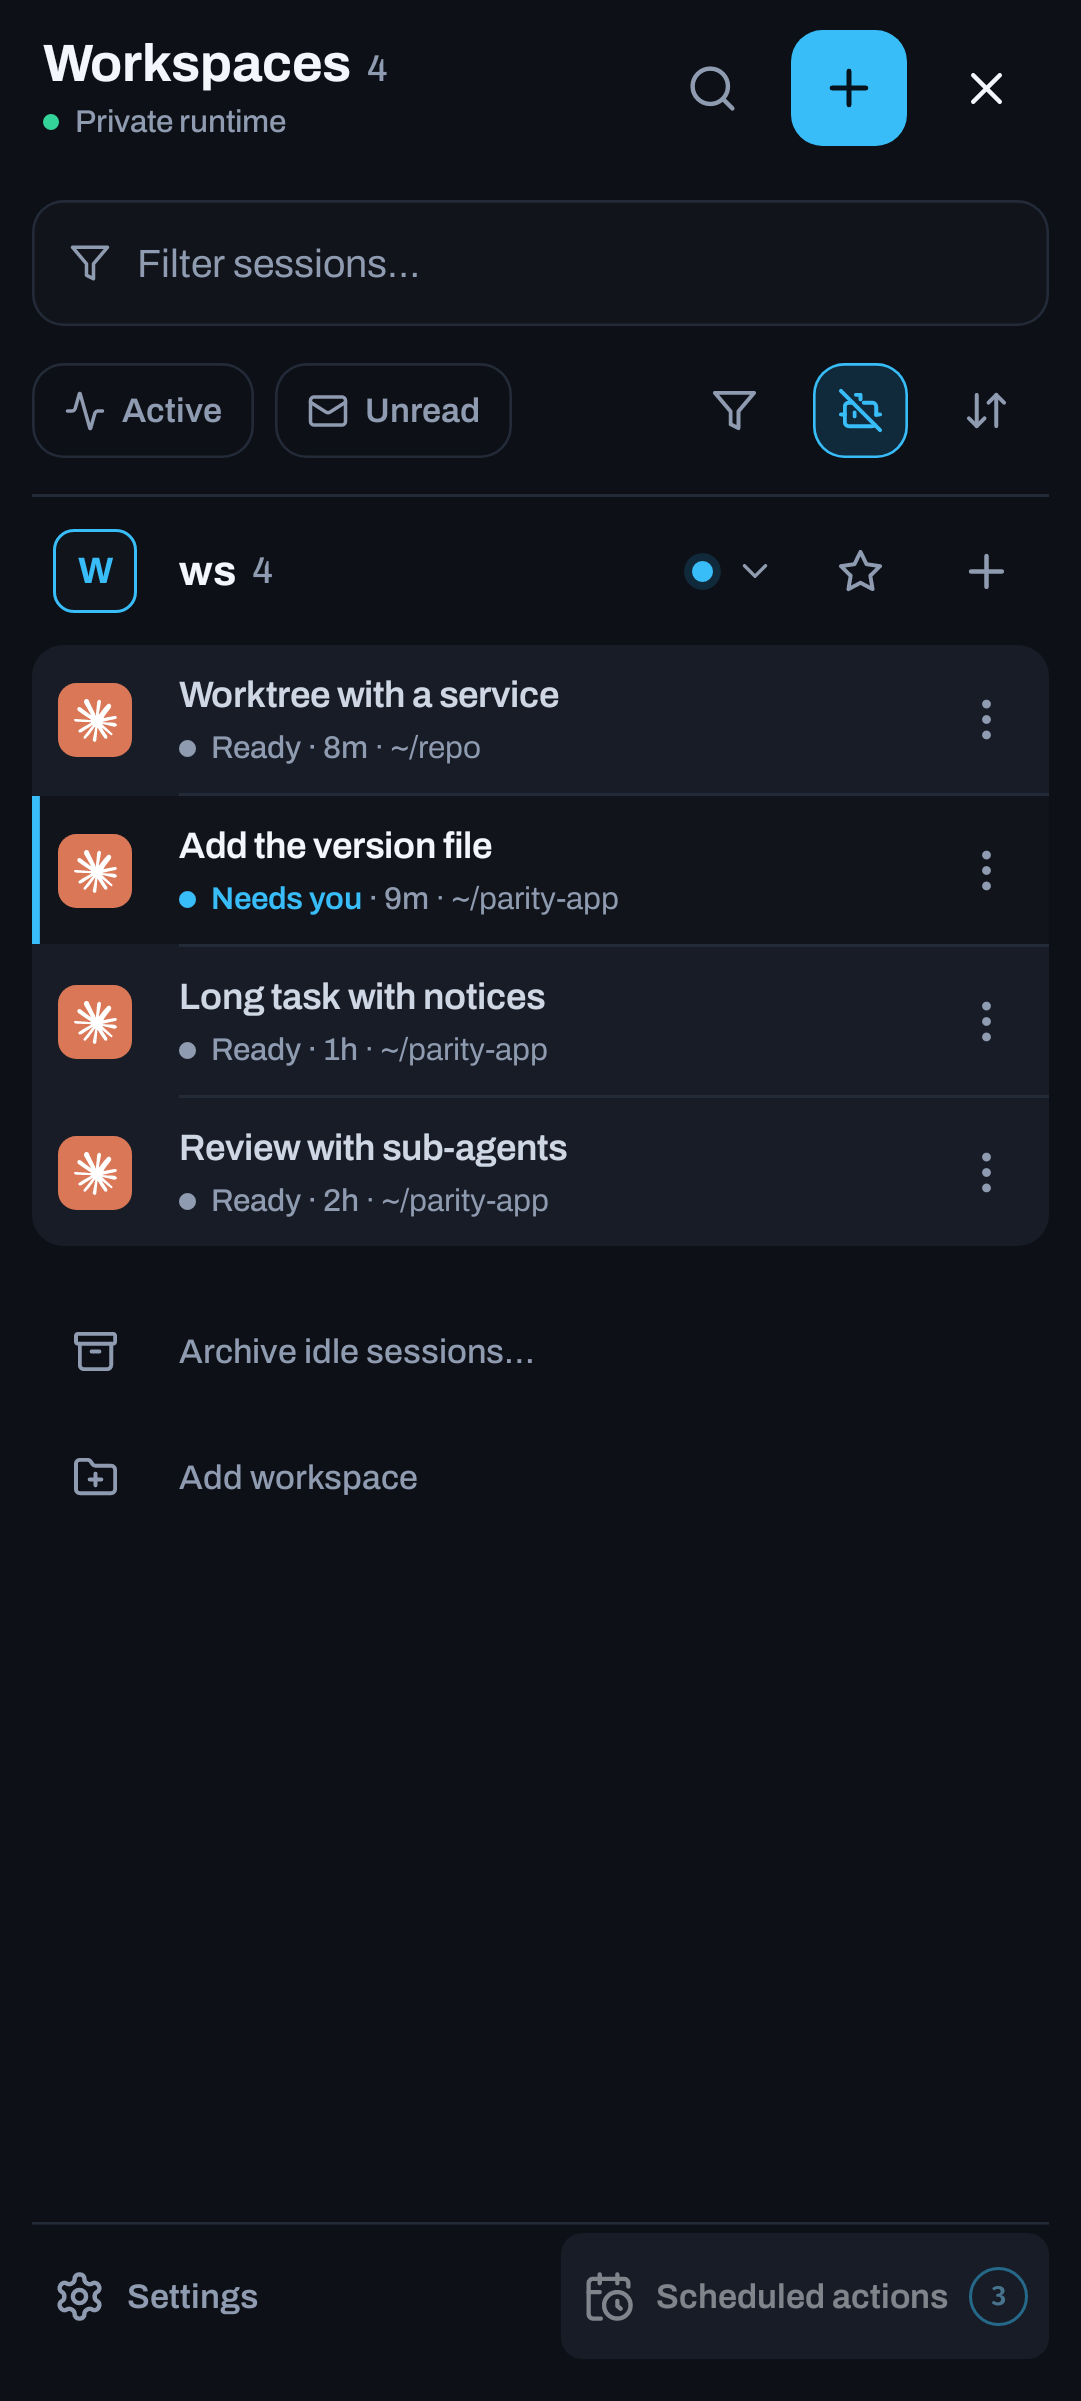 Workspaces 4
Private runtime
Filter sessions...
Active
Unread
W
ws 4
Worktree with a service
Ready · 8m · ~/repo
Add the version file
Needs you · 9m · ~/parity-app
Long task with notices
Ready · 1h · ~/parity-app
Review with sub-agents
Ready · 2h · ~/parity-app
Archive idle sessions...
Add workspace
Settings
Scheduled actions 3